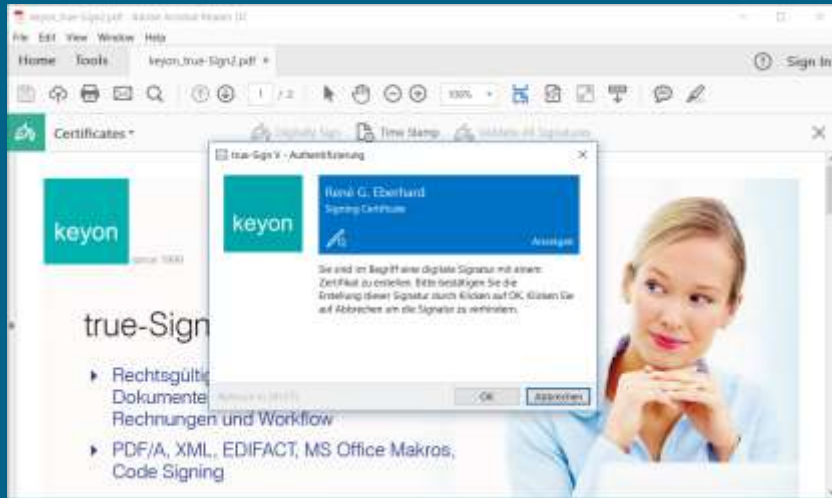 keyon_true-Sign2.pdf - Adobe Acrobat Reader DC
File Edit View Window Help
Home Tools keyon_true-Sign2.pdf × Sign In
1 / 2 100%
Certificates Digitally Sign Time Stamp Validate All Signatures
true-Sign V - Authentifizierung
keyon
since 1999
keyon
René G. Eberhard
Signing Certificate
Anzeigen
Sie sind im Begriff eine digitale Signatur mit einem
Zertifikat zu erstellen. Bitte bestätigen Sie die
Erstellung dieser Signatur durch Klicken auf OK. Klicken Sie
auf Abbrechen um die Signatur zu verhindern.
OK Abbrechen
true-Sign
Rechtsgültig
Dokumente
Rechnungen und Workflow
PDF/A, XML, EDIFACT, MS Office Makros,
Code Signing